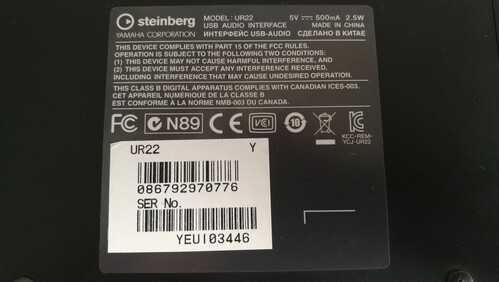 steinberg
YAMAHA CORPORATION
MODEL : UR22 5V ⎓ 500mA 2.5W
USB AUDIO INTERFACE MADE IN CHINA
ИНТЕРФЕЙС USB-AUDIO СДЕЛАНО В КИТАЕ
THIS DEVICE COMPLIES WITH PART 15 OF THE FCC RULES.
OPERATION IS SUBJECT TO THE FOLLOWING TWO CONDITIONS:
(1) THIS DEVICE MAY NOT CAUSE HARMFUL INTERFERENCE, AND
(2) THIS DEVICE MUST ACCEPT ANY INTERFERENCE RECEIVED,
INCLUDING INTERFERENCE THAT MAY CAUSE UNDESIRED OPERATION.
THIS CLASS B DIGITAL APPARATUS COMPLIES WITH CANADIAN ICES-003.
CET APPAREIL NUMÉRIQUE DE LA CLASSE B
EST CONFORME À LA NORME NMB-003 DU CANADA.
FC N89 CE VCI 10
KCC-REM-
YCJ-UR22
UR22 Y
086792970776
SER No.
YEUI03446